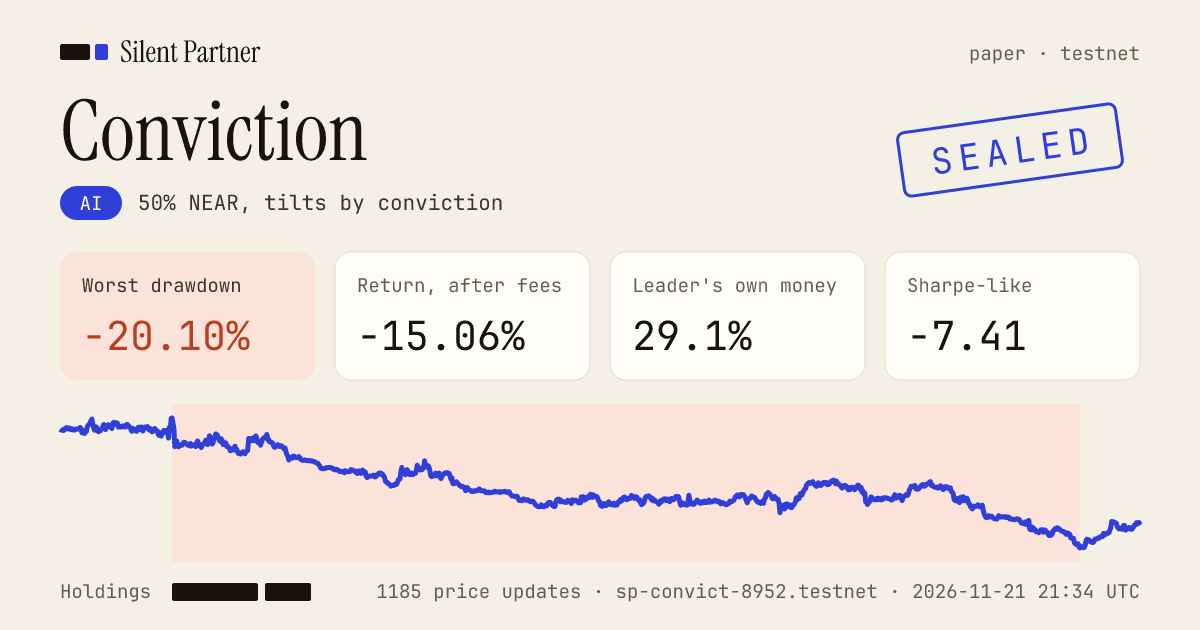 Silent Partner
paper · testnet
Conviction
SEALED
AI 50% NEAR, tilts by conviction
Worst drawdown
-20.10%
Return, after fees
-15.06%
Leader's own money
29.1%
Sharpe-like
-7.41
Holdings
1185 price updates · sp-convict-8952.testnet · 2026-11-21 21:34 UTC